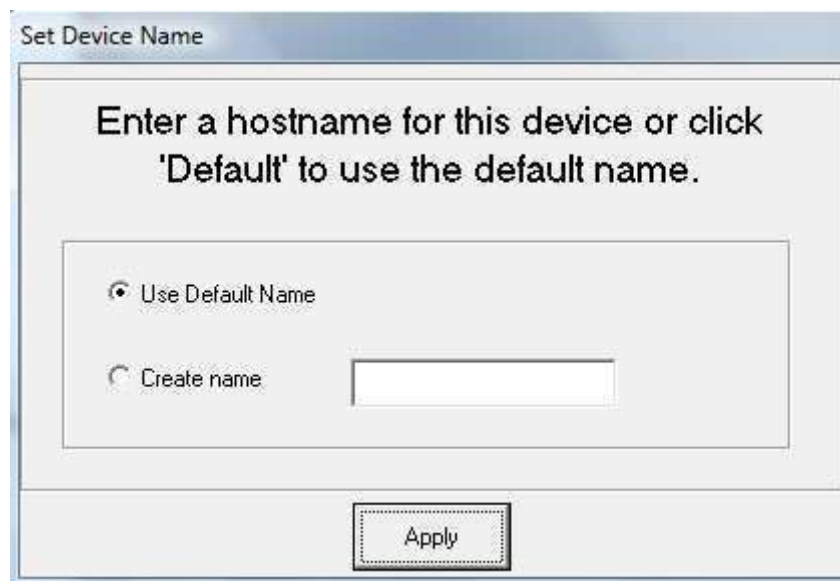 Set Device Name
Enter a hostname for this device or click
'Default' to use the default name.
Use Default Name
Create name
Apply